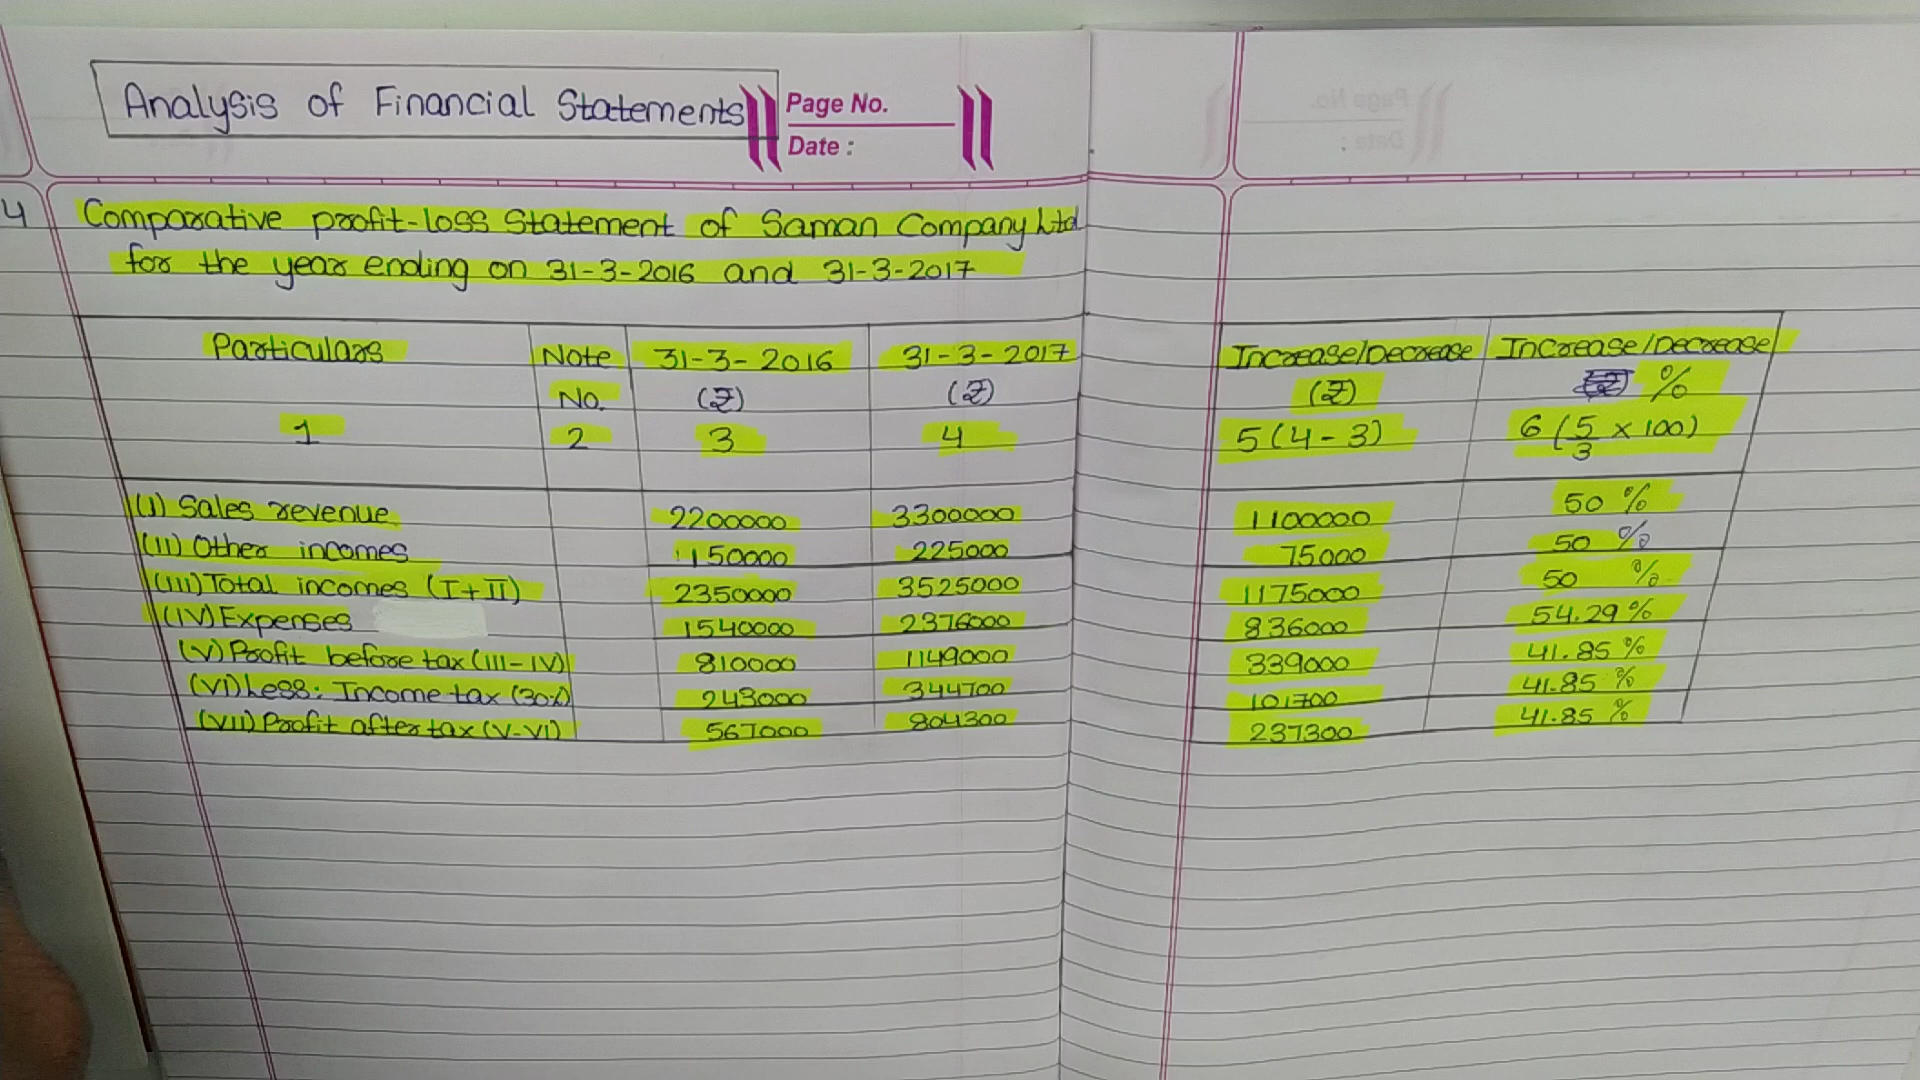 Analysis of Financial Statements
Page No.
Date :
4 Comparative profit-loss Statement of Saman Company Ltd
for the year ending on 31-3-2016 and 31-3-2017
Particulars Note 31-3-2016 31-3-2017 Increase/Decrease Increase/Decrease
No. (₹) (₹) (₹) %
1 2 3 4 5 (4-3) 6 (5/3 × 100)
(I) Sales revenue 2200000 3300000 1100000 50 %
(II) Other incomes 150000 225000 75000 50 %
(III) Total incomes (I+II) 2350000 3525000 1175000 50 %
(IV) Expenses 1540000 2376000 836000 54.29 %
(V) Profit before tax (III-IV) 810000 1149000 339000 41.85 %
(VI) Less: Income tax (30%) 243000 344700 101700 41.85 %
(VII) Profit after tax (V-VI) 567000 804300 237300 41.85 %